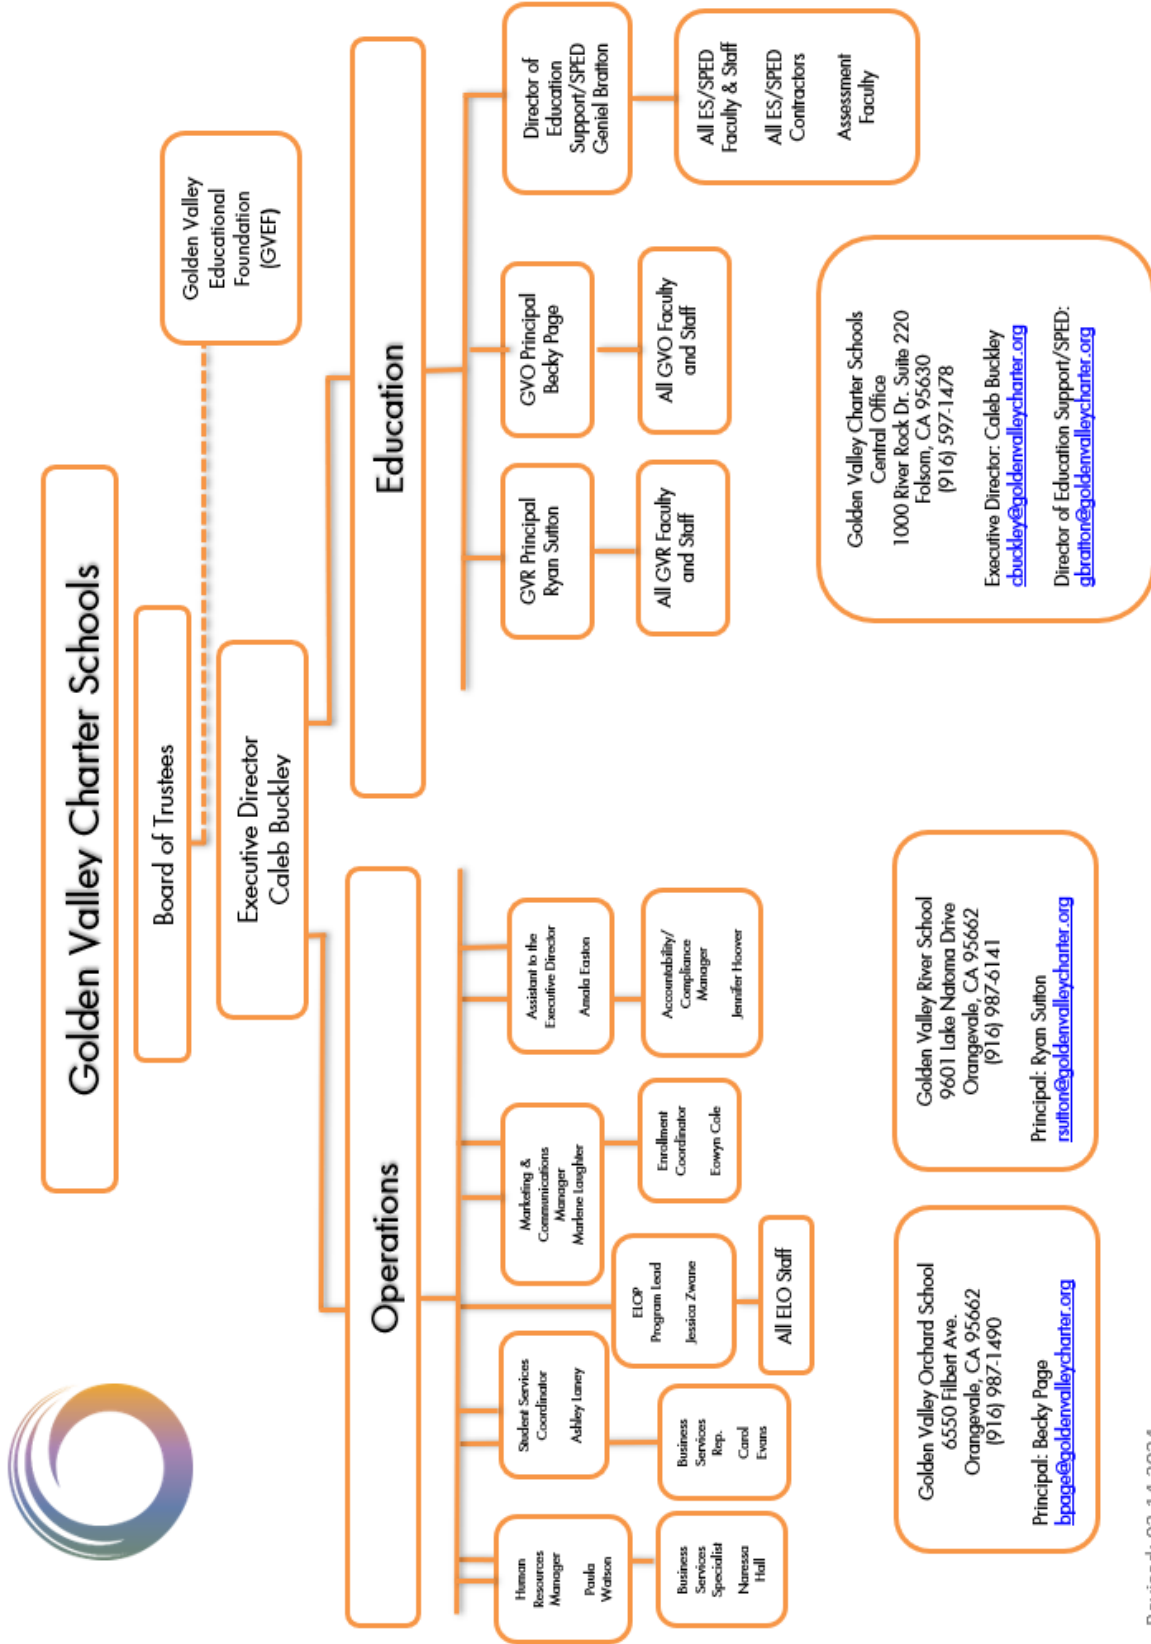 Golden Valley Charter Schools
Board of Trustees
Golden Valley
Educational
Foundation
(GVEF)
Executive Director
Caleb Buckley
Operations
Education
Human
Resources
Manager
Paula
Watson
Business
Services
Specialist
Naressa
Hall
Student Services
Coordinator
Ashley Laney
Business
Services
Rep.
Carol
Evans
ELOP
Program Lead
Jessica Zwane
All ELO Staff
Marketing &
Communications
Manager
Marlene Laughter
Enrollment
Coordinator
Eowyn Cole
Assistant to the
Executive Director
Amala Easton
Accountability/
Compliance
Manager
Jennifer Hoover
GVR Principal
Ryan Sutton
All GVR Faculty
and Staff
GVO Principal
Becky Page
All GVO Faculty
and Staff
Director of
Education
Support/SPED
Geniel Bratton
All ES/SPED
Faculty & Staff
All ES/SPED
Contractors
Assessment
Faculty
Golden Valley Orchard School
6550 Filbert Ave.
Orangevale, CA 95662
(916) 987-1490
Principal: Becky Page
bpage@goldenvalleycharter.org
Golden Valley River School
9601 Lake Natoma Drive
Orangevale, CA 95662
(916) 987-6141
Principal: Ryan Sutton
rsutton@goldenvalleycharter.org
Golden Valley Charter Schools
Central Office
1000 River Rock Dr. Suite 220
Folsom, CA 95630
(916) 597-1478
Executive Director: Caleb Buckley
cbuckley@goldenvalleycharter.org
Director of Education Support/SPED:
gbratton@goldenvalleycharter.org